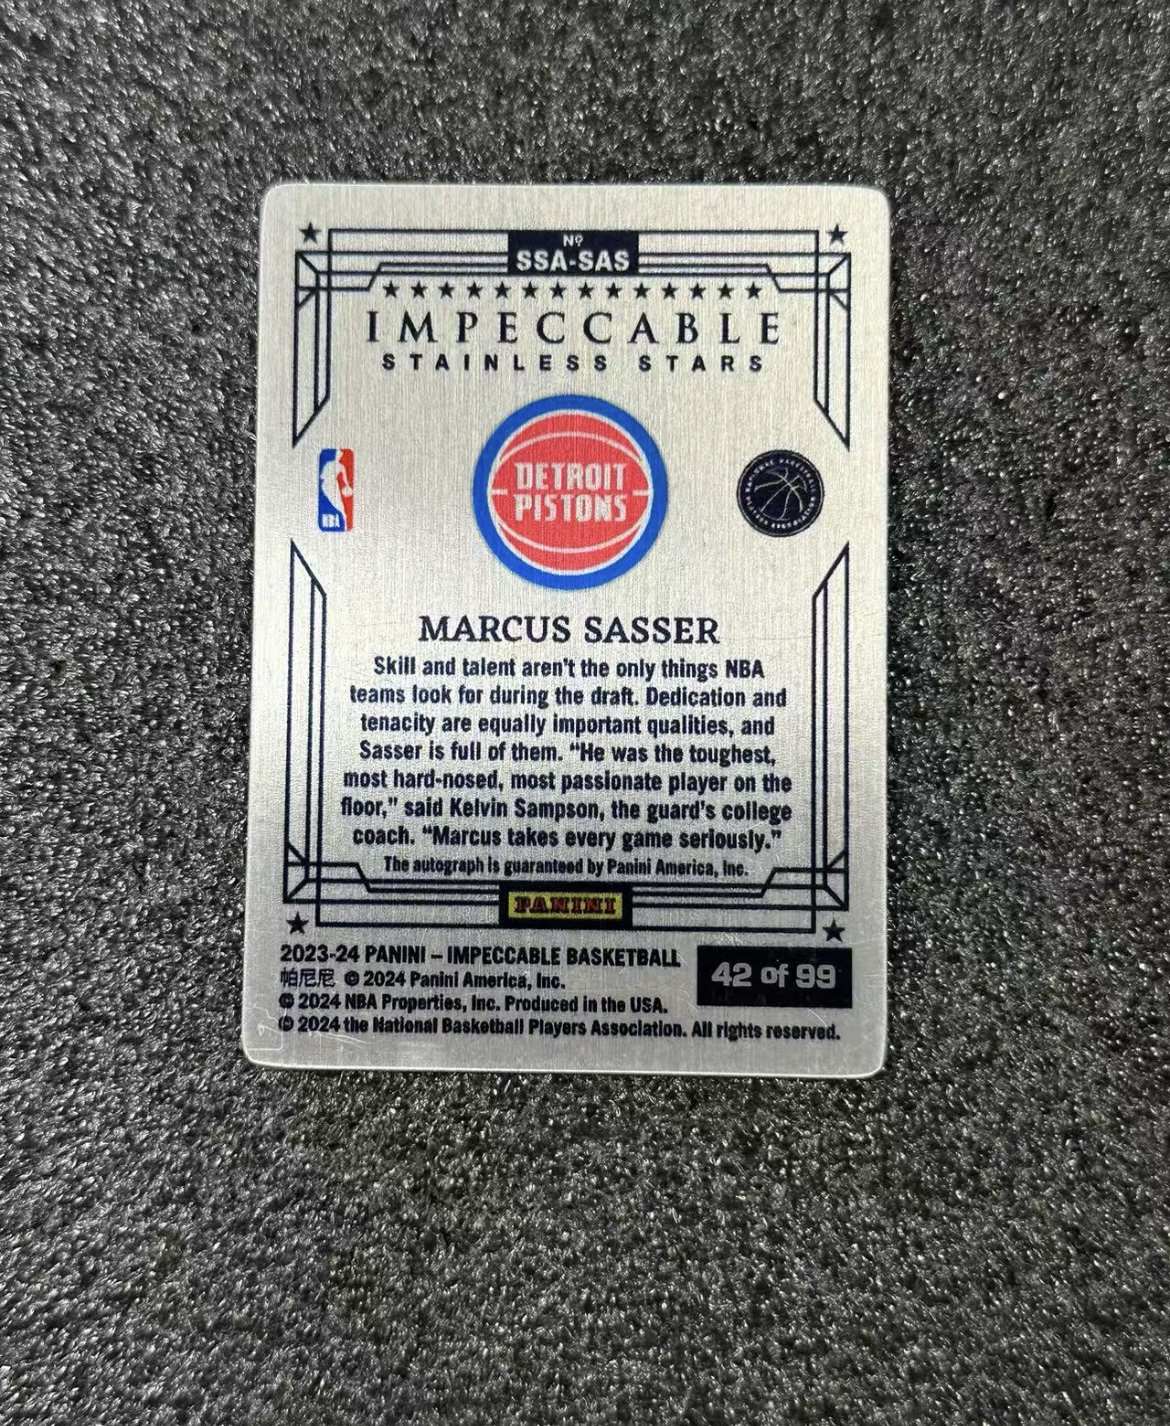 Nº
SSA-SAS
IMPECCABLE
STAINLESS STARS
DETROIT
PISTONS
NBA
MARCUS SASSER
Skill and talent aren't the only things NBA
teams look for during the draft. Dedication and
tenacity are equally important qualities, and
Sasser is full of them. “He was the toughest,
most hard-nosed, most passionate player on the
floor,” said Kelvin Sampson, the guard's college
coach. “Marcus takes every game seriously.”
The autograph is guaranteed by Panini America, Inc.
PANINI
2023-24 PANINI – IMPECCABLE BASKETBALL
帕尼尼 © 2024 Panini America, Inc.
© 2024 NBA Properties, Inc. Produced in the USA.
© 2024 the National Basketball Players Association. All rights reserved.
42 of 99